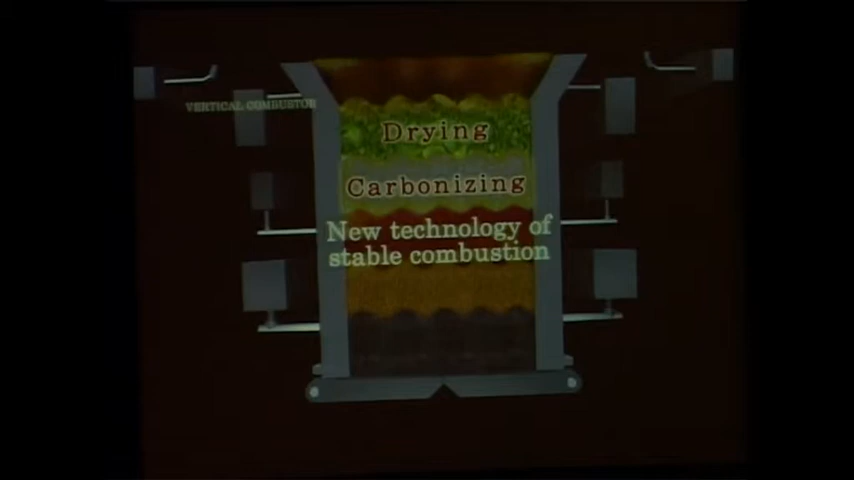 VERTICAL COMBUSTOR
Drying
Carbonizing
New technology of
stable combustion